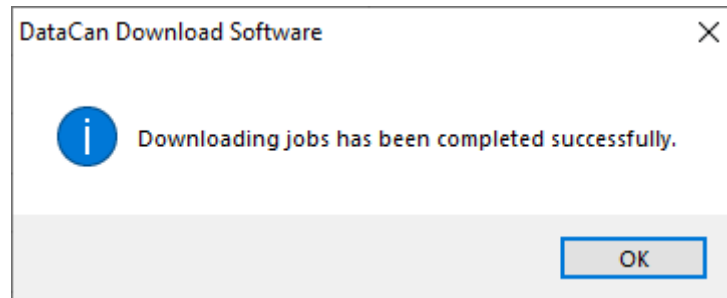 DataCan Download Software
Downloading jobs has been completed successfully.
OK